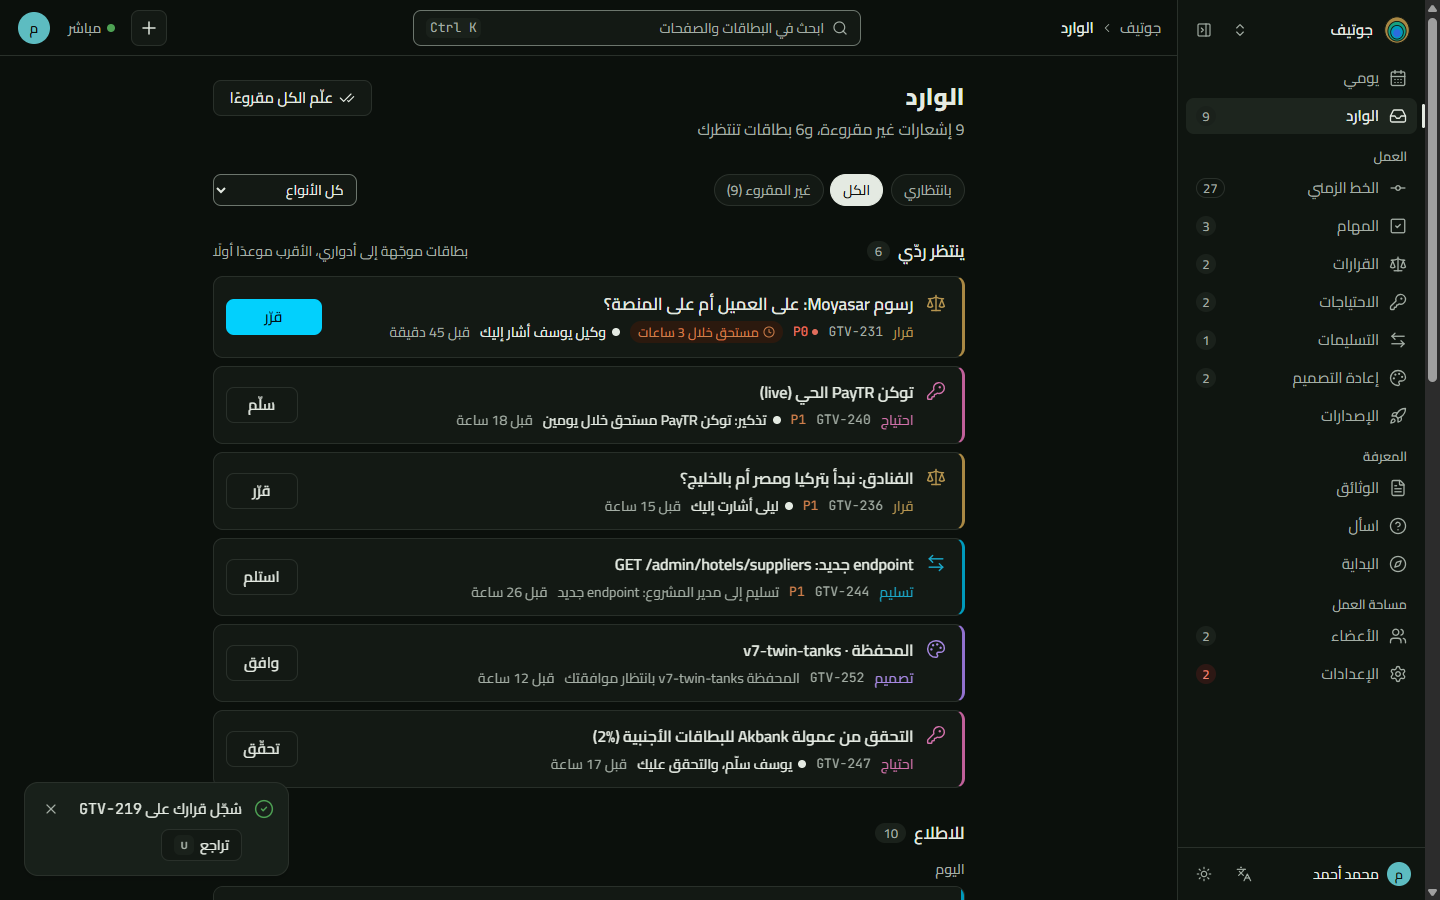 جوتيف
يومي
الوارد 9
العمل
الخط الزمني 27
المهام 3
القرارات 2
الاحتياجات 2
التسليمات 1
إعادة التصميم 2
الإصدارات
المعرفة
الوثائق
اسأل
البداية
مساحة العمل
الأعضاء 2
الإعدادات 2
م محمد أحمد
جوتيف الوارد
ابحث في البطاقات والصفحات Ctrl K
مباشر م
الوارد
9 إشعارات غير مقروءة، و6 بطاقات تنتظرك
علّم الكل مقروءًا
بانتظاري الكل غير المقروء (9)
كل الأنواع
ينتظر ردّي 6
بطاقات موجّهة إلى أدواري، الأقرب موعدًا أولًا
رسوم Moyasar: على العميل أم على المنصة؟
قرار GTV-231 P0 مستحق خلال 3 ساعات وكيل يوسف أشار إليك قبل 45 دقيقة
قرّر
توكن PayTR الحي (live)
احتياج GTV-240 P1 تذكير: توكن PayTR مستحق خلال يومين قبل 18 ساعة
سلّم
الفنادق: نبدأ بتركيا ومصر أم بالخليج؟
قرار GTV-236 P1 ليلى أشارت إليك قبل 15 ساعة
قرّر
endpoint جديد: GET /admin/hotels/suppliers
تسليم GTV-244 P1 تسليم إلى مدير المشروع: endpoint جديد قبل 26 ساعة
استلم
المحفظة · v7-twin-tanks
تصميم GTV-252 المحفظة v7-twin-tanks بانتظار موافقتك قبل 12 ساعة
وافق
التحقق من عمولة Akbank للبطاقات الأجنبية (2%)
احتياج GTV-247 يوسف سلّم، والتحقق عليك قبل 17 ساعة
تحقّق
للاطلاع 10
اليوم
سُجّل قرارك على GTV-219
تراجع U